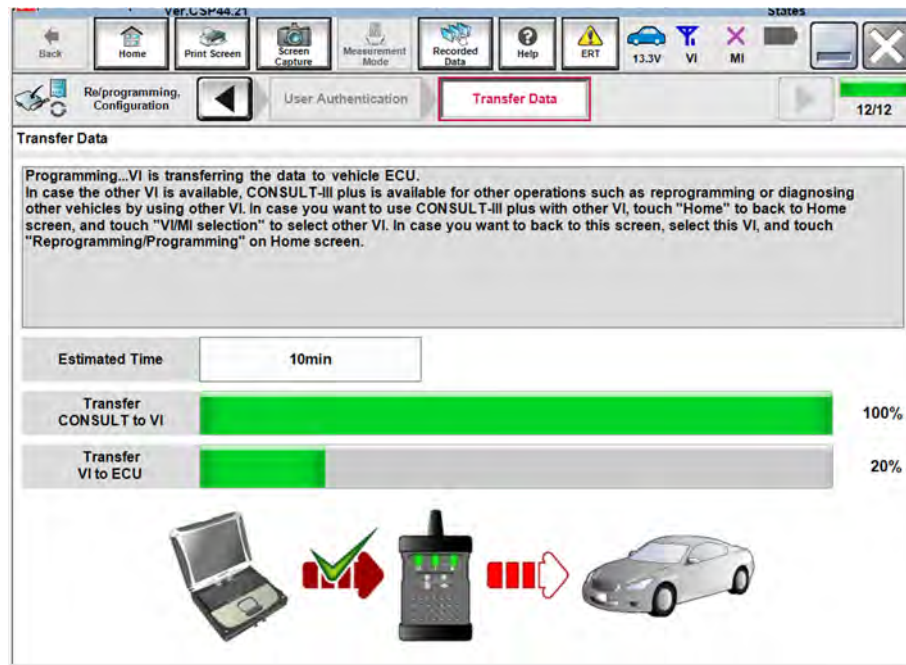 Ver.CSP44.21
States
Back
Home
Print Screen
Screen
Capture
Measurement
Mode
Recorded
Data
Help
ERT
13.3V
VI
MI
Re/programming,
Configuration
User Authentication
Transfer Data
12/12
Transfer Data
Programming...VI is transferring the data to vehicle ECU.
In case the other VI is available, CONSULT-III plus is available for other operations such as reprogramming or diagnosing
other vehicles by using other VI. In case you want to use CONSULT-III plus with other VI, touch "Home" to back to Home
screen, and touch "VI/MI selection" to select other VI. In case you want to back to this screen, select this VI, and touch
"Reprogramming/Programming" on Home screen.
Estimated Time
10min
Transfer
CONSULT to VI
100%
Transfer
VI to ECU
20%